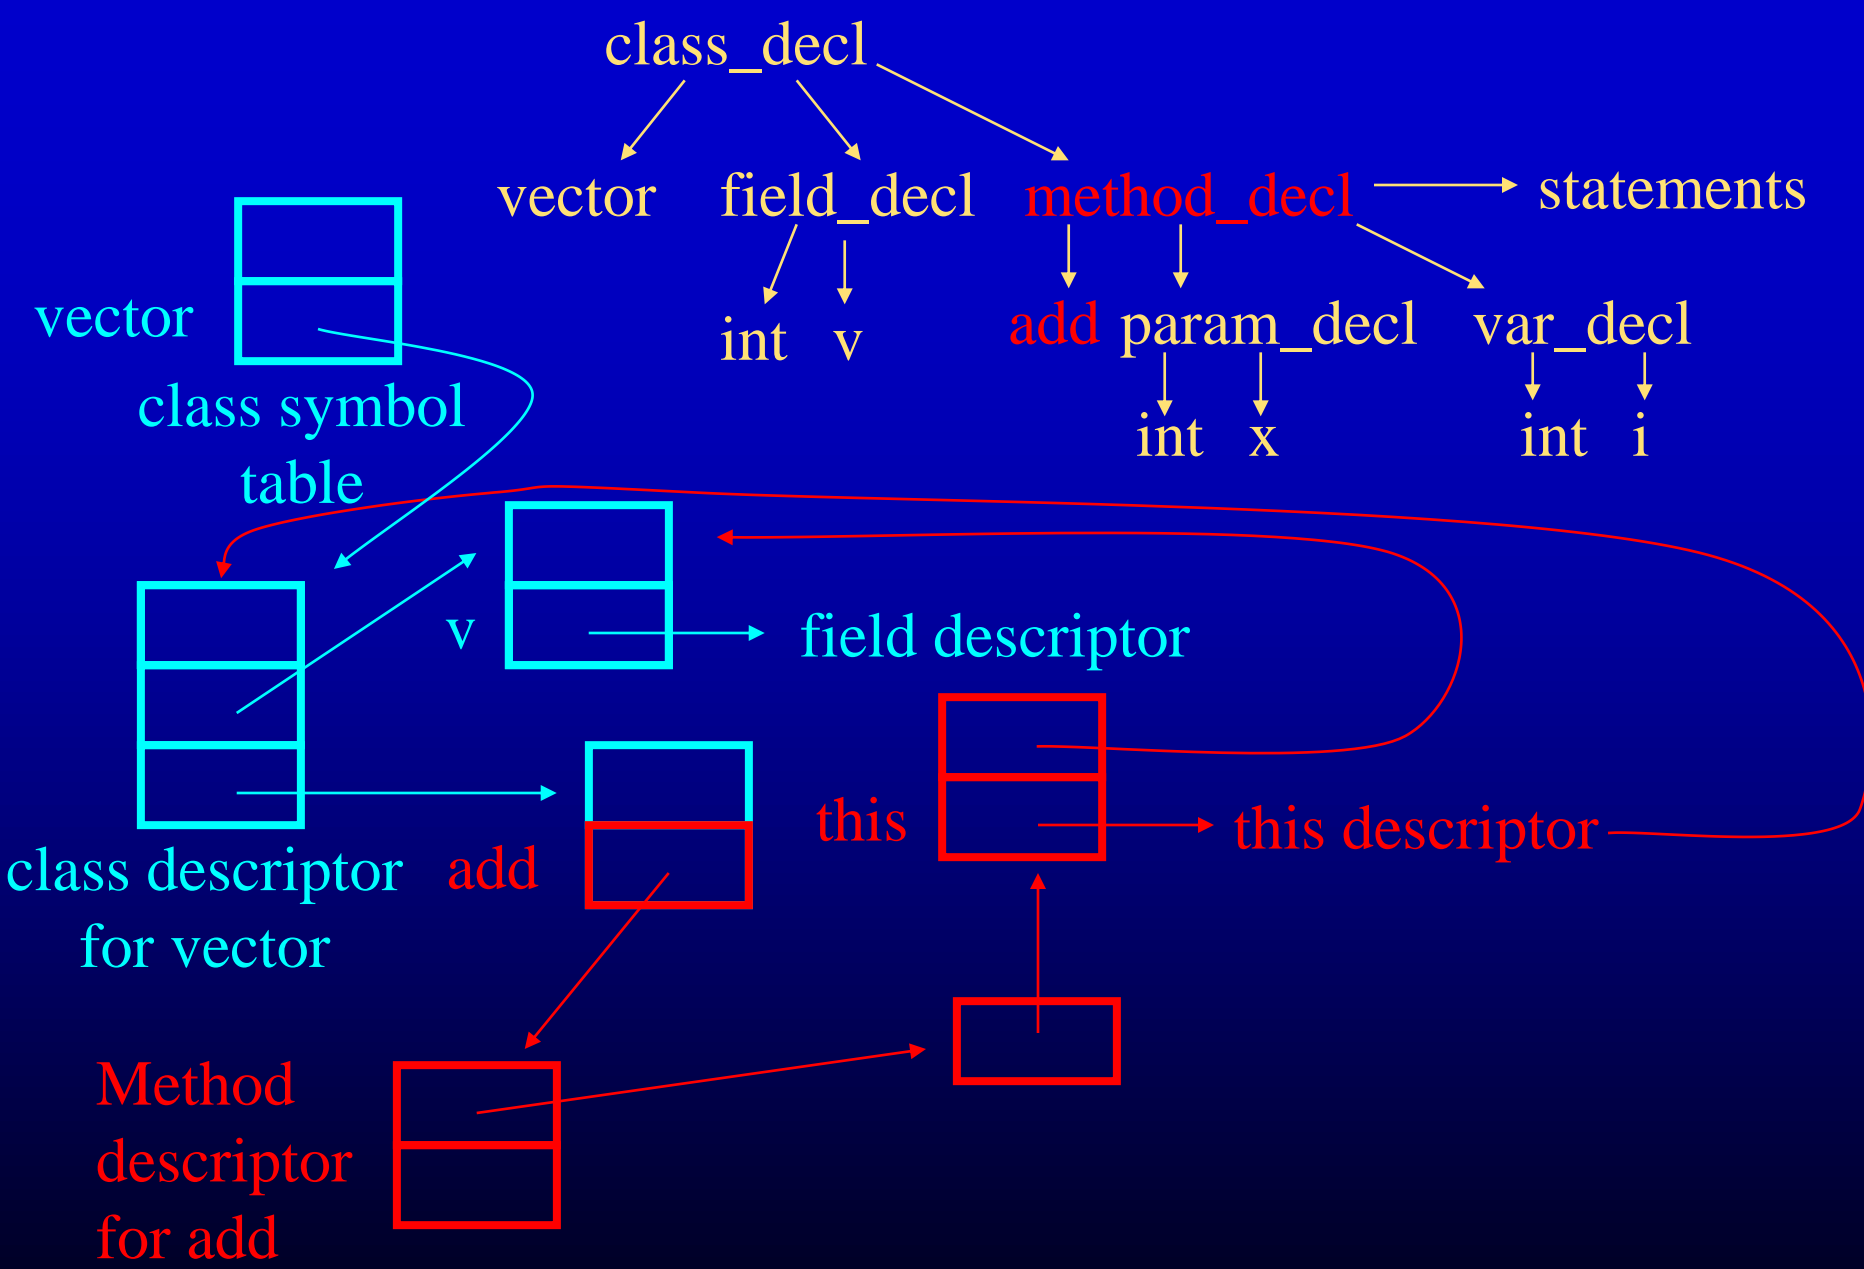 class_decl
vector field_decl method_decl statements
vector
int v add param_decl var_decl
int x int i
class symbol
table
v
field descriptor
this
this descriptor
class descriptor
for vector
add
Method
descriptor
for add